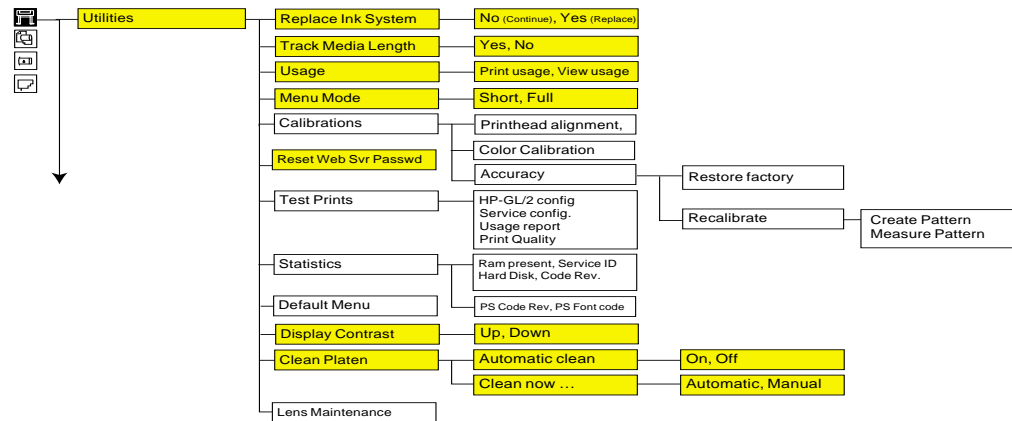 Utilities
Replace Ink System
No (Continue), Yes (Replace)
Track Media Length
Yes, No
Usage
Print usage, View usage
Menu Mode
Short, Full
Calibrations
Printhead alignment,
Color Calibration
Reset Web Svr Passwd
Accuracy
Restore factory
Test Prints
HP-GL/2 config
Service config.
Usage report
Print Quality
Recalibrate
Create Pattern
Measure Pattern
Statistics
Ram present, Service ID
Hard Disk, Code Rev.
Default Menu
PS Code Rev, PS Font code
Display Contrast
Up, Down
Clean Platen
Automatic clean
On, Off
Clean now ...
Automatic, Manual
Lens Maintenance